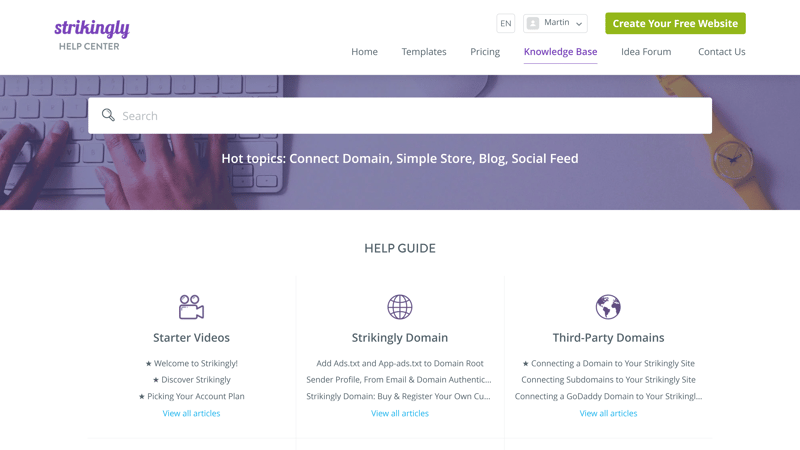 strikingly
HELP CENTER
EN
Martin
Create Your Free Website
Home
Templates
Pricing
Knowledge Base
Idea Forum
Contact Us
Search
Hot topics: Connect Domain, Simple Store, Blog, Social Feed
HELP GUIDE
Starter Videos
★ Welcome to Strikingly!
★ Discover Strikingly
★ Picking Your Account Plan
View all articles
Strikingly Domain
Add Ads.txt and App-ads.txt to Domain Root
Sender Profile, From Email & Domain Authentic...
Strikingly Domain: Buy & Register Your Own Cu...
View all articles
Third-Party Domains
★ Connecting a Domain to Your Strikingly Site
Connecting Subdomains to Your Strikingly Site
Connecting a GoDaddy Domain to Your Strikingl...
View all articles